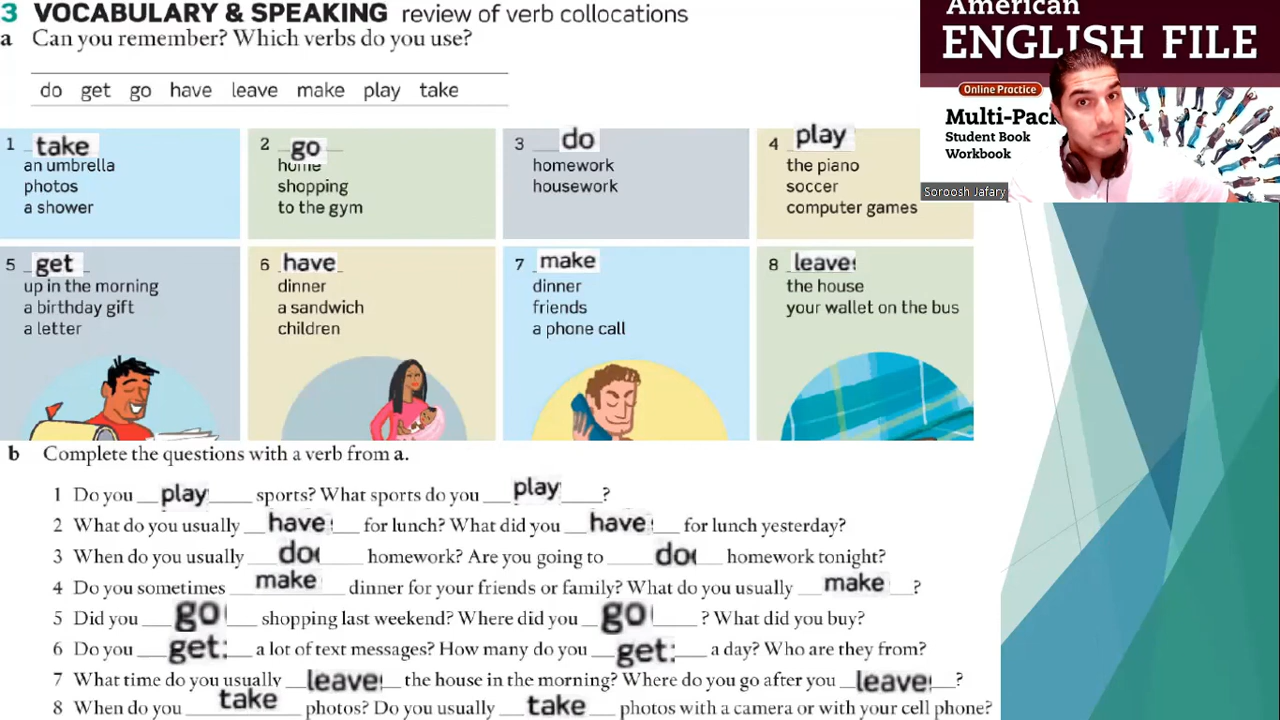 3 VOCABULARY & SPEAKING review of verb collocations
a Can you remember? Which verbs do you use?
do get go have leave make play take
1 take
an umbrella
photos
a shower
2 go
home
shopping
to the gym
3 do
homework
housework
4 play
the piano
soccer
computer games
5 get
up in the morning
a birthday gift
a letter
6 have
dinner
a sandwich
children
7 make
dinner
friends
a phone call
8 leave
the house
your wallet on the bus
b Complete the questions with a verb from a.
1 Do you play sports? What sports do you play ?
2 What do you usually have for lunch? What did you have for lunch yesterday?
3 When do you usually do homework? Are you going to do homework tonight?
4 Do you sometimes make dinner for your friends or family? What do you usually make ?
5 Did you go shopping last weekend? Where did you go ? What did you buy?
6 Do you get a lot of text messages? How many do you get a day? Who are they from?
7 What time do you usually leave the house in the morning? Where do you go after you leave ?
8 When do you take photos? Do you usually take photos with a camera or with your cell phone?
American
ENGLISH FILE
Online Practice
Multi-Pac
Student Book
Workbook
Soroosh Jafary